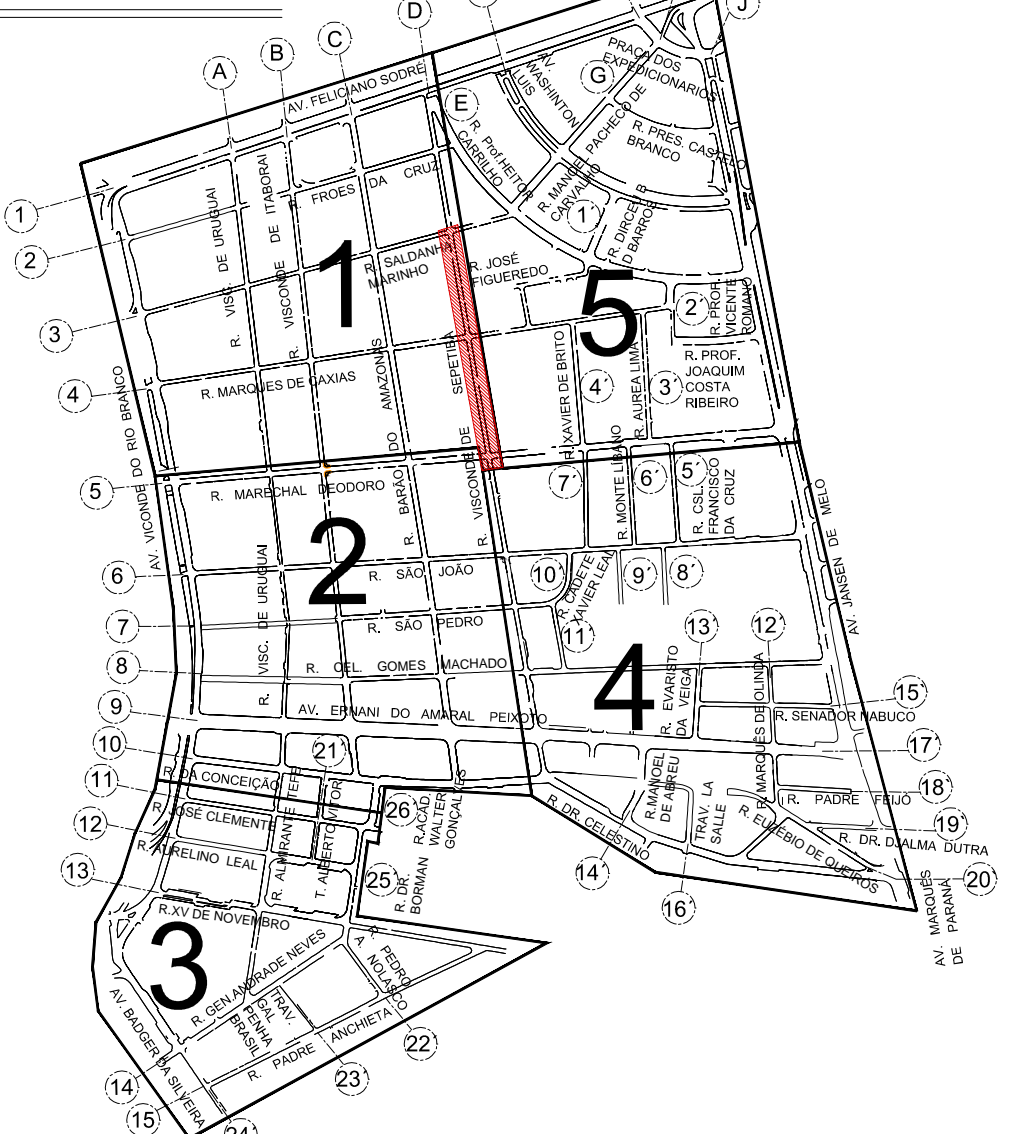 D
J
C
B
A
AV. FELICIANO SODRÉ
PRAÇA DOS
EXPEDICIONARIOS
AV.
WASHINTON
LUIS
G
E
R. Prof.HEITOR
CARRILHO
R. MANOEL PACHECO DE
CARVALHO
R. PRES. CASTELO
BRANCO
R. FROES DA CRUZ
1
1´
R. DIRCEU B
D BARROS
2
R. VISC. DE URUGUAI
R. VISCONDE DE ITABORAI
1
R. SALDANHA
MARINHO
R. JOSÉ
FIGUEREDO
5
2´
R. PROF.
VICENTE
ROMANO
3
R. PROF.
JOAQUIM
COSTA
RIBEIRO
R. MARQUES DE CAXIAS
4
R. BARÃO DO AMAZONAS
R. VISCONDE DE SEPETIBA
R. XAVIER DE BRITO
4´
R. AUREA LIMA
3´
AV. VICONDE DO RIO BRANCO
5
R. MARECHAL DEODORO
7´
R. MONTE LÍBANO
6´
5´
R. CSL.
FRANCISCO
DA CRUZ
AV. JANSEN DE MELO
2
6
R. SÃO JOÃO
10´
R. CADETE
XAVIER LEAL
9´
8´
7
R. VISC. DE URUGUAI
R. SÃO PEDRO
11´
13´
12´
8
R. CEL. GOMES MACHADO
4
R. EVARISTO
DA VEIGA
R. MARQUÊS DE OLINDA
15´
9
AV. ERNANI DO AMARAL PEIXOTO
R. SENADOR NABUCO
10
21´
17´
11
R. DA CONCEIÇÃO
26´
R.ACAD.
WALTER
GONÇALVES
R.MANOEL
DE ABREU
TRAV. LA
SALLE
18´
R. PADRE FEIJÓ
R. JOSÉ CLEMENTE
R. ALMIRANTE TEFE
T. ALBERTO VITOR
12
R. DR. CELESTINO
R. EUZÉBIO DE QUEIROS
19´
R. DR. DJALMA DUTRA
R. AURELINO LEAL
13
25´
R. DR.
BORMAN
14´
20´
16´
R.XV DE NOVEMBRO
AV. MARQUÊS
DE PARANÁ
3
R. GEN.ANDRADE NEVES
R. PEDRO
A. NOLASCO
TRAV.
GAL
PENHA
BRASIL
AV. BADGER DA SILVEIRA
R. PADRE ANCHIETA
22´
14
23´
15
24´